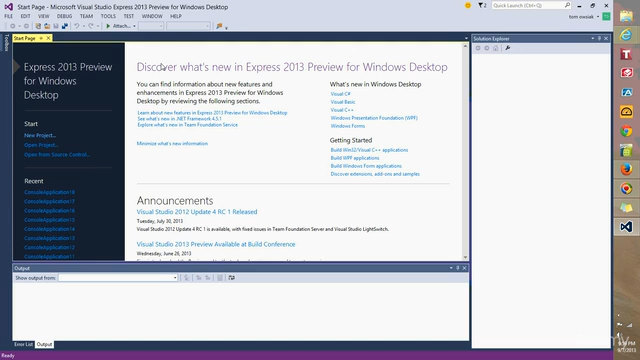 Start Page - Microsoft Visual Studio Express 2013 Preview for Windows Desktop
Quick Launch (Ctrl+Q)
FILE EDIT VIEW DEBUG TEAM TOOLS TEST WINDOW HELP
tom owsiak
Attach...
Toolbox
Start Page
Solution Explorer
Express 2013 Preview for Windows Desktop
Start
New Project...
Open Project...
Open from Source Control...
Recent
ConsoleApplication18
ConsoleApplication17
ConsoleApplication16
ConsoleApplication15
ConsoleApplication14
ConsoleApplication13
ConsoleApplication12
ConsoleApplication11
Discover what's new in Express 2013 Preview for Windows Desktop
You can find information about new features and
enhancements in Express 2013 Preview for Windows
Desktop by reviewing the following sections.
Learn about new features in Express 2013 Preview for Windows Desktop
See what's new in .NET Framework 4.5.1
Explore what's new in Team Foundation Service
Minimize what's new information
What's new in Windows Desktop
Visual C#
Visual Basic
Visual C++
Windows Presentation Foundation (WPF)
Windows Forms
Getting Started
Build Win32/Visual C++ applications
Build WPF applications
Build Windows Form applications
Discover extensions, add-ons and samples
Announcements
Visual Studio 2012 Update 4 RC 1 Released
Tuesday, July 30, 2013
Visual Studio 2012 Update 4 RC 1 is available, with fixed issues in Team Foundation Server and Visual Studio LightSwitch.
Visual Studio 2013 Preview Available at Build Conference
Wednesday, June 26, 2013
Output
Show output from:
Error List Output
Ready